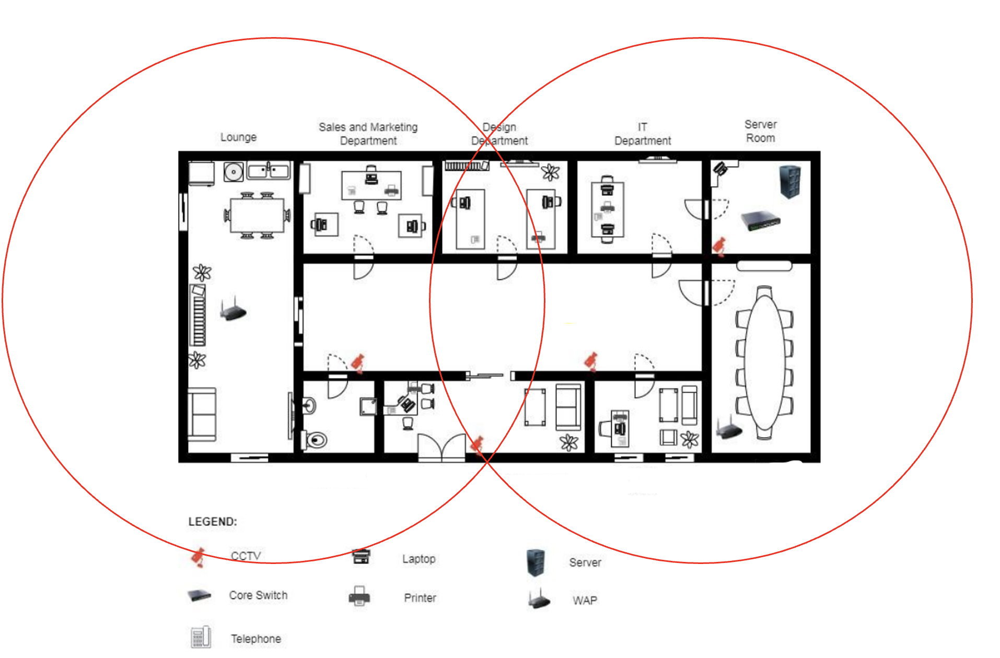 Lounge
Sales and Marketing
Department
Design
Department
IT
Department
Server
Room
LEGEND:
CCTV
Laptop
Server
Core Switch
Printer
WAP
Telephone